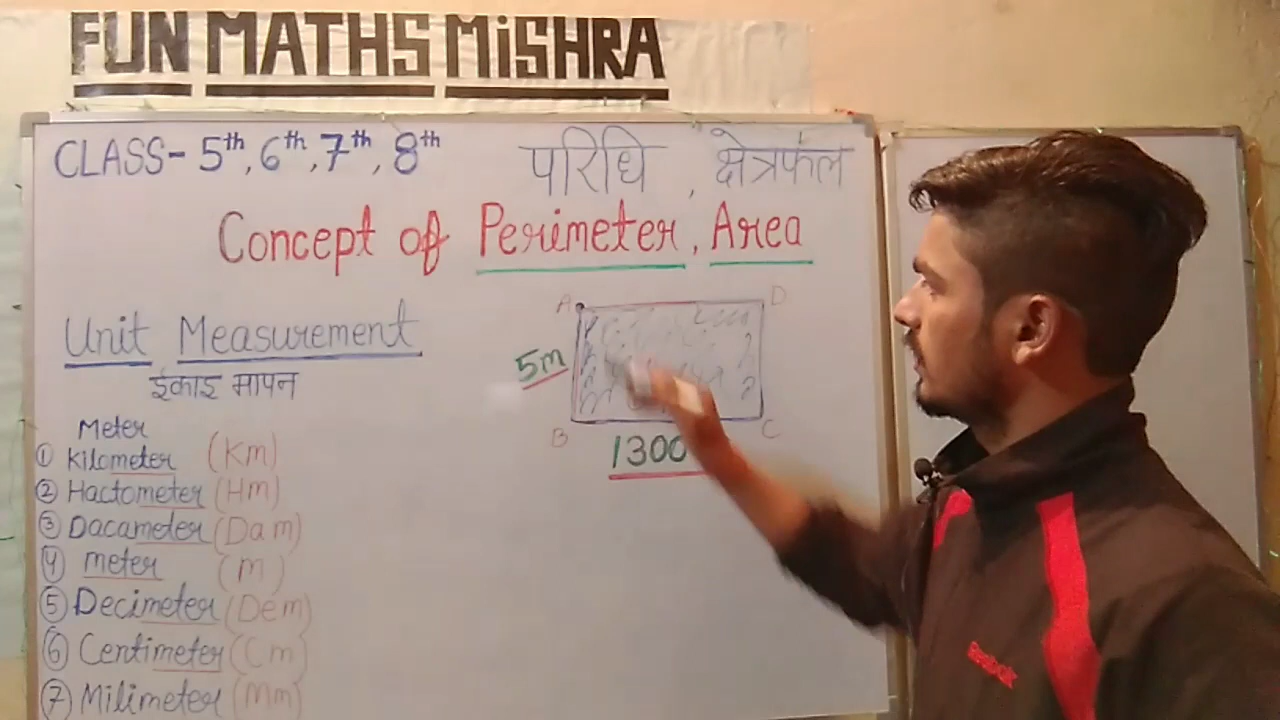 FUN MATHS MiSHRA
CLASS- 5th, 6th, 7th, 8th
परिधि, क्षेत्रफल
Concept of Perimeter, Area
Unit Measurement
ईकाइ मापन
Meter
① Kilometer (Km)
② Hactometer (Hm)
③ Dacameter (Dam)
④ meter (m)
⑤ Decimeter (Dem)
⑥ Centimeter (Cm)
⑦ Milimeter (Mm)
A D
5m
B C
1300